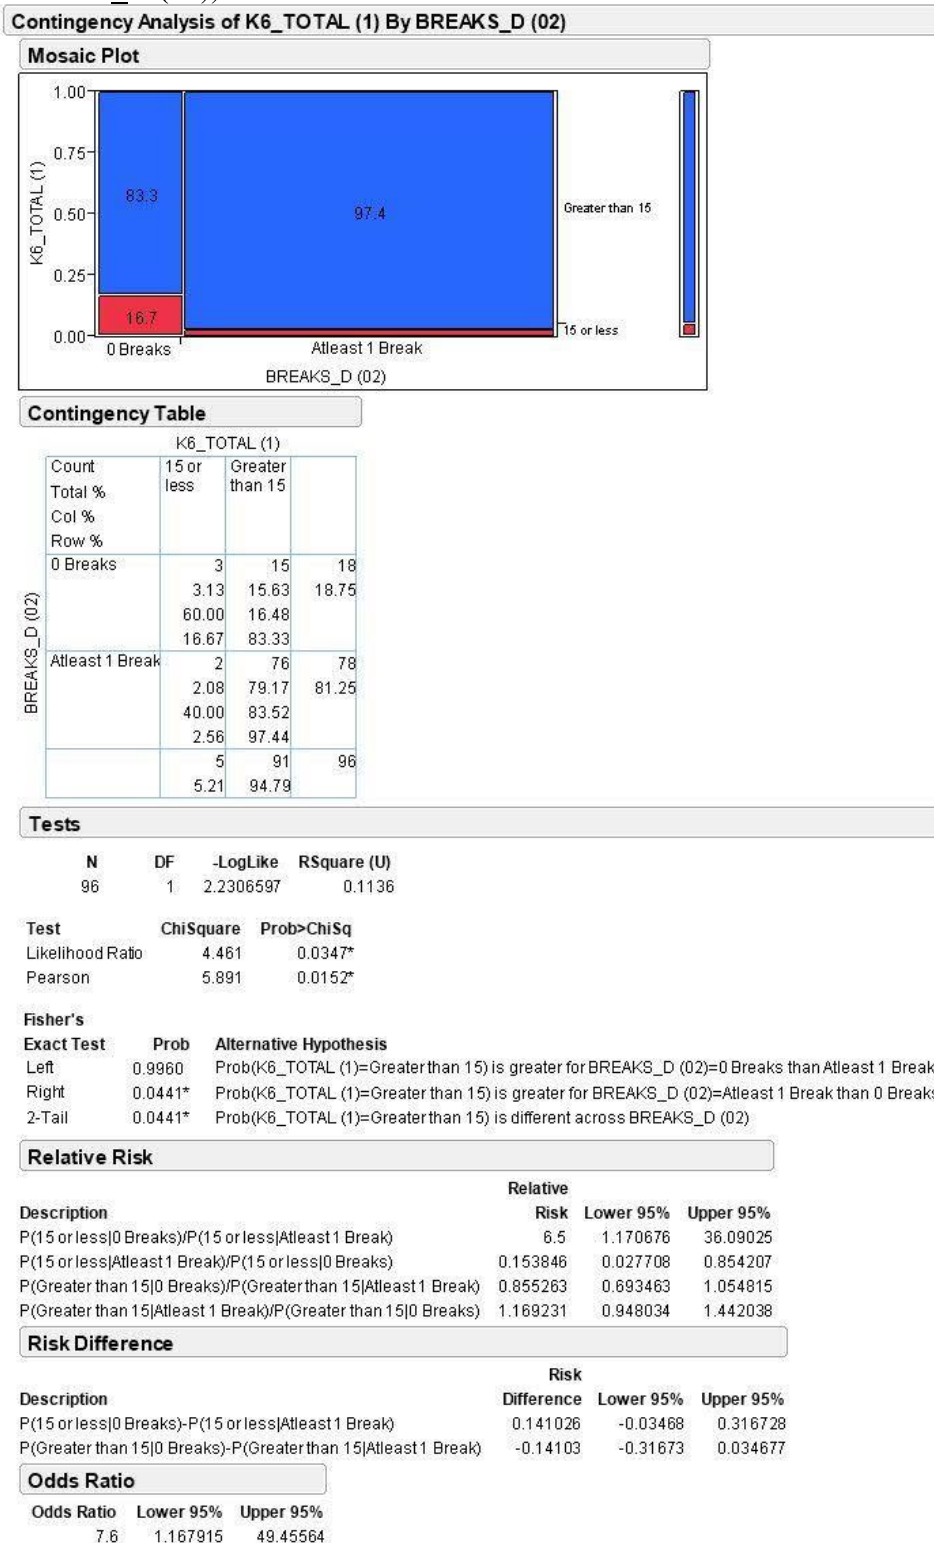 Contingency Analysis of K6_TOTAL (1) By BREAKS_D (02)
Mosaic Plot
1.00
0.75
0.50
0.25
0.00
K6_TOTAL (1)
83.3
16.7
97.4
Greater than 15
15 or less
0 Breaks Atleast 1 Break
BREAKS_D (02)
Contingency Table
K6_TOTAL (1)
BREAKS_D (02)
Count 15 or Greater
Total % less than 15
Col %
Row %
0 Breaks 3 15 18
3.13 15.63 18.75
60.00 16.48
16.67 83.33
Atleast 1 Break 2 76 78
2.08 79.17 81.25
40.00 83.52
2.56 97.44
5 91 96
5.21 94.79
Tests
N DF -LogLike RSquare (U)
96 1 2.2306597 0.1136
Test ChiSquare Prob>ChiSq
Likelihood Ratio 4.461 0.0347*
Pearson 5.891 0.0152*
Fisher's
Exact Test Prob Alternative Hypothesis
Left 0.9960 Prob(K6_TOTAL (1)=Greater than 15) is greater for BREAKS_D (02)=0 Breaks than Atleast 1 Break
Right 0.0441* Prob(K6_TOTAL (1)=Greater than 15) is greater for BREAKS_D (02)=Atleast 1 Break than 0 Breaks
2-Tail 0.0441* Prob(K6_TOTAL (1)=Greater than 15) is different across BREAKS_D (02)
Relative Risk
Relative
Description Risk Lower 95% Upper 95%
P(15 or less|0 Breaks)/P(15 or less|Atleast 1 Break) 6.5 1.170676 36.09025
P(15 or less|Atleast 1 Break)/P(15 or less|0 Breaks) 0.153846 0.027708 0.854207
P(Greater than 15|0 Breaks)/P(Greater than 15|Atleast 1 Break) 0.855263 0.693463 1.054815
P(Greater than 15|Atleast 1 Break)/P(Greater than 15|0 Breaks) 1.169231 0.948034 1.442038
Risk Difference
Risk
Description Difference Lower 95% Upper 95%
P(15 or less|0 Breaks)-P(15 or less|Atleast 1 Break) 0.141026 -0.03468 0.316728
P(Greater than 15|0 Breaks)-P(Greater than 15|Atleast 1 Break) -0.14103 -0.31673 0.034677
Odds Ratio
Odds Ratio Lower 95% Upper 95%
7.6 1.167915 49.45564